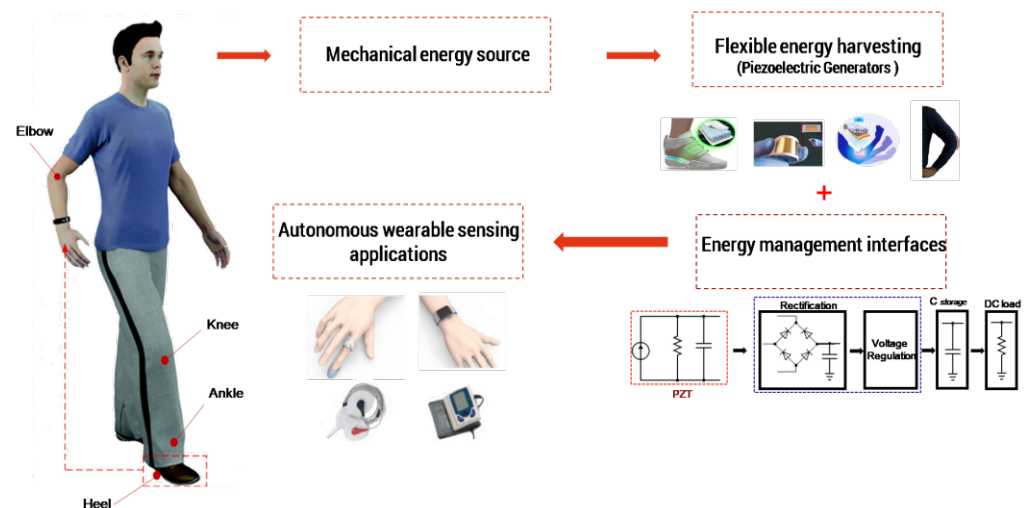 Mechanical energy source
Flexible energy harvesting
(Piezoelectric Generators )
Elbow
+
Autonomous wearable sensing
applications
Energy management interfaces
Rectification
C storage
DC load
Voltage
Regulation
PZT
Knee
Ankle
Heel